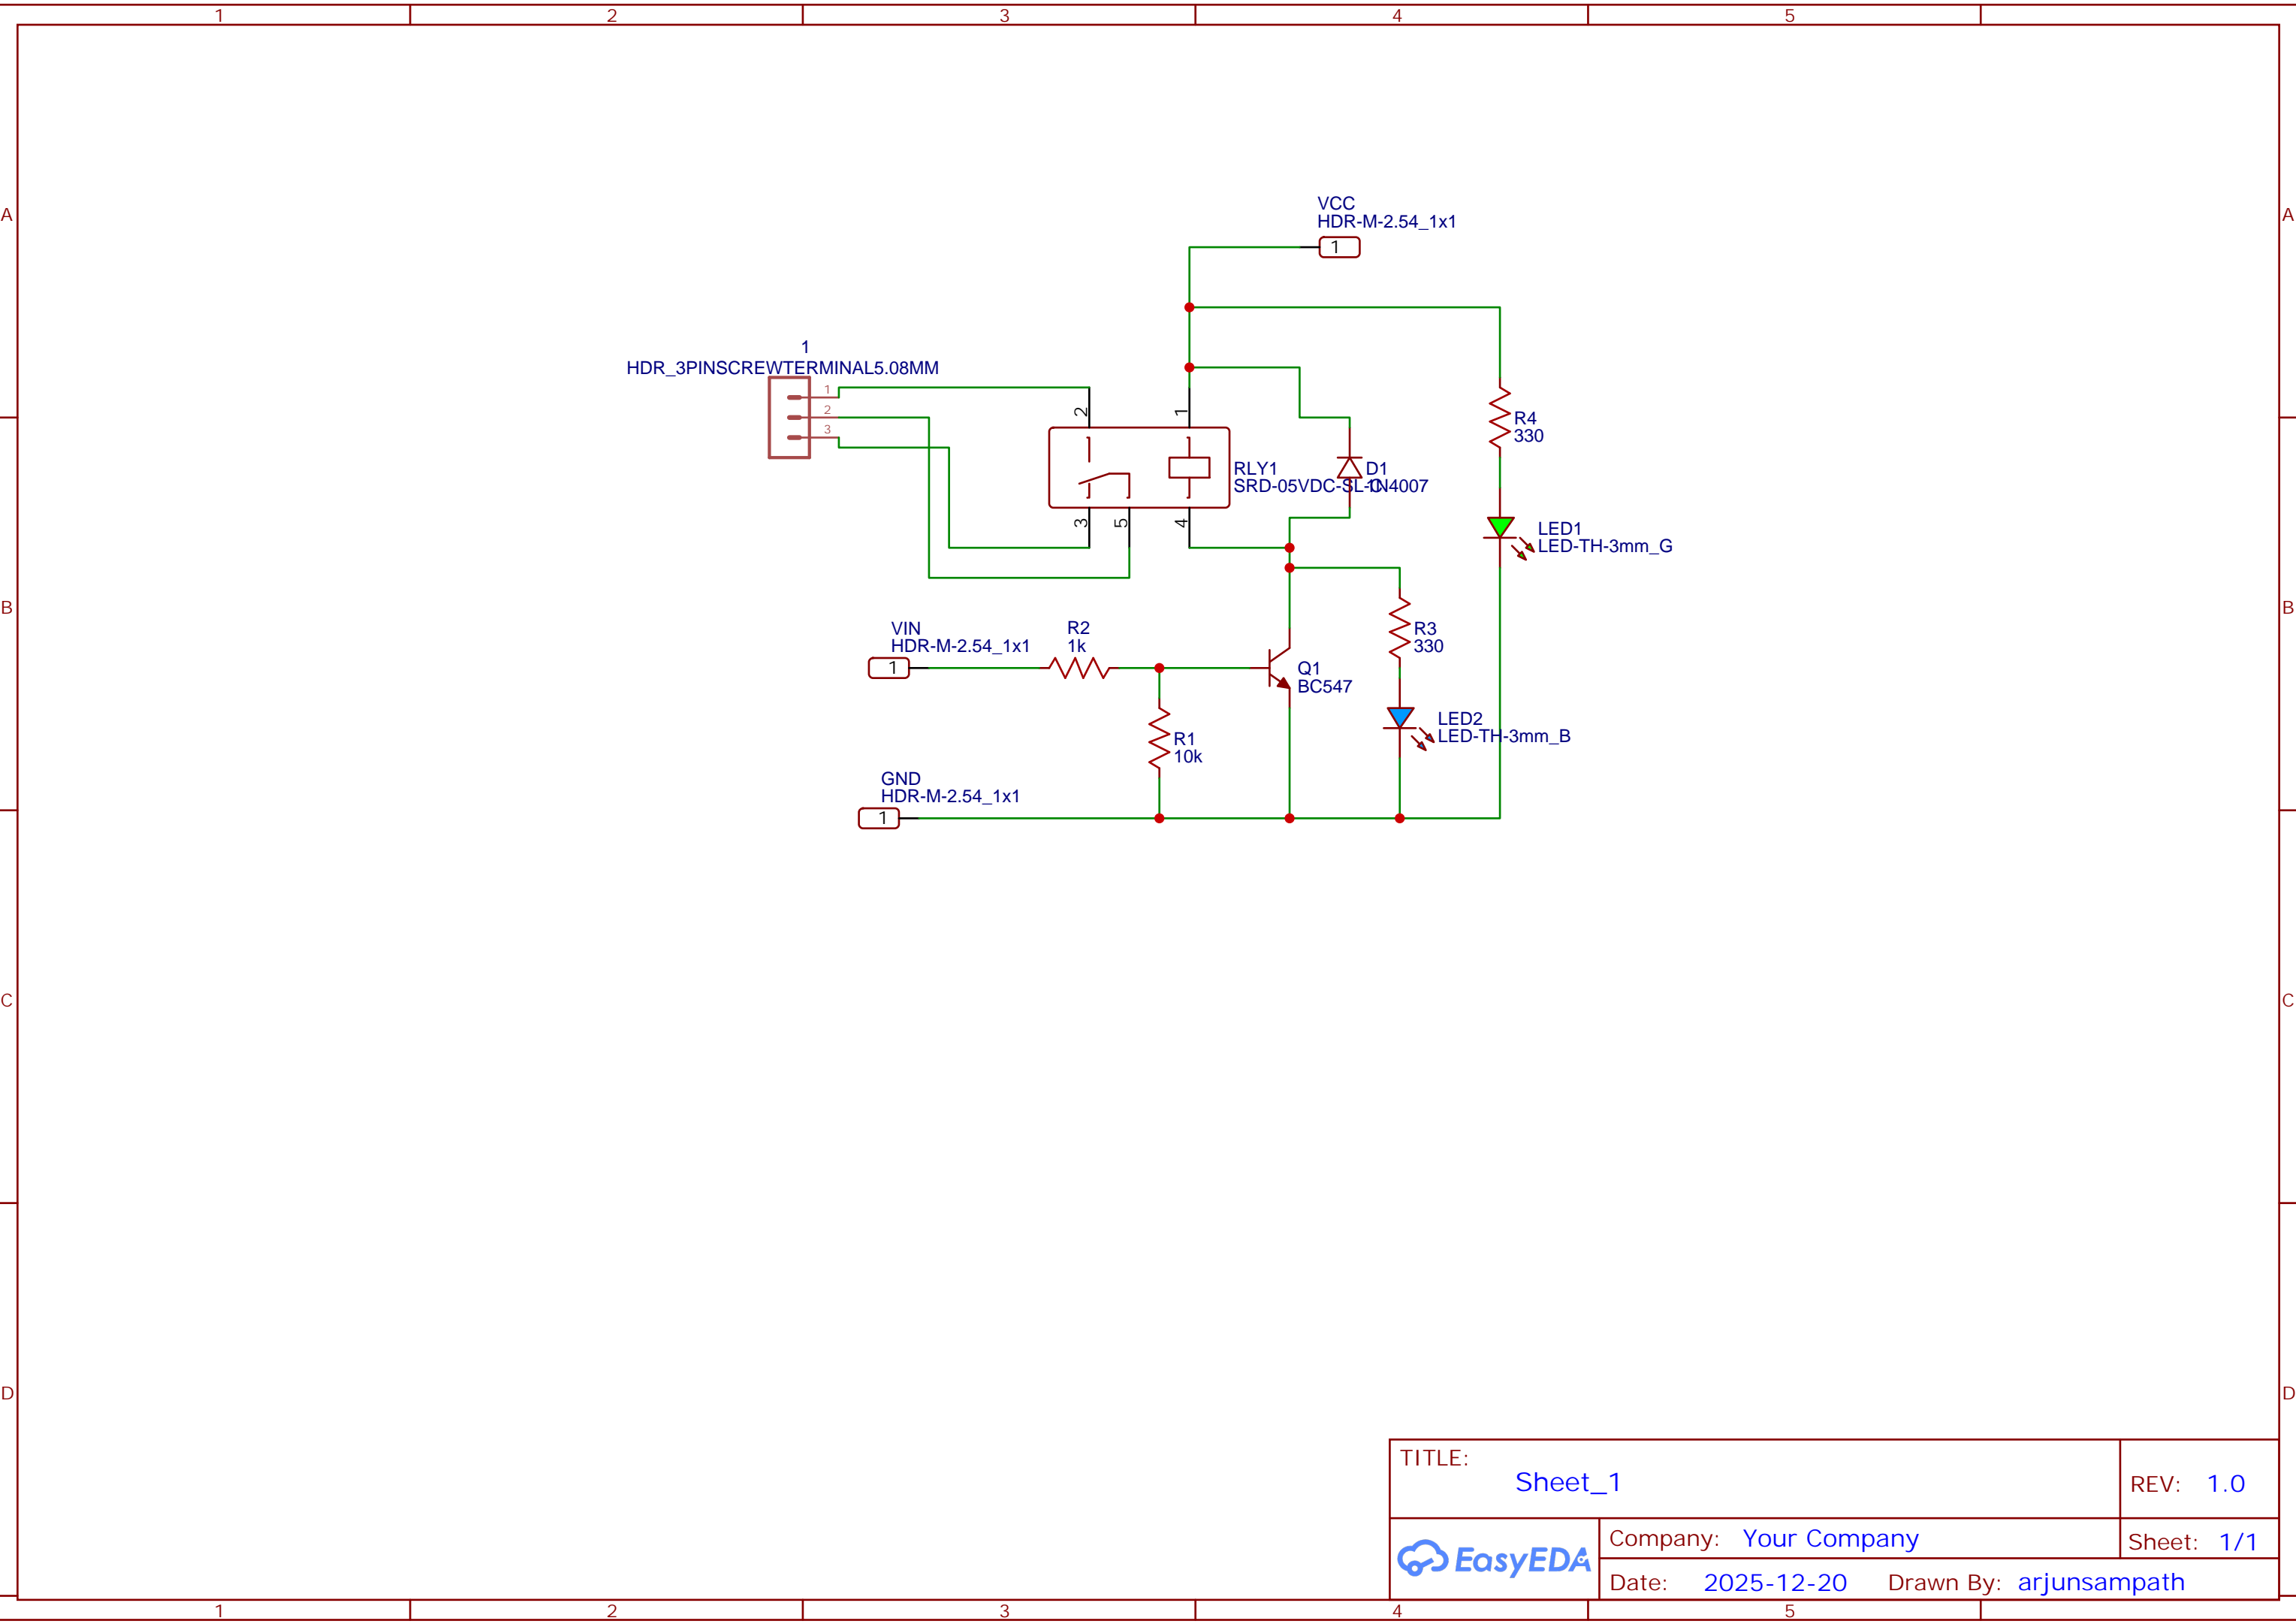 1 2 3 4 5
A A
VCC
HDR-M-2.54_1x1
1
1
HDR_3PINSCREWTERMINAL5.08MM
1
2
3
2 1
R4
330
RLY1
SRD-05VDC-SL-C
D1
1N4007
3 5 4
LED1
LED-TH-3mm_G
B B
VIN
HDR-M-2.54_1x1
1
R2
1k
R3
330
Q1
BC547
LED2
LED-TH-3mm_B
R1
10k
GND
HDR-M-2.54_1x1
1
C C
D D
TITLE:
Sheet_1
REV: 1.0
EasyEDA
Company: Your Company
Sheet: 1/1
Date: 2025-12-20 Drawn By: arjunsampath
1 2 3 4 5